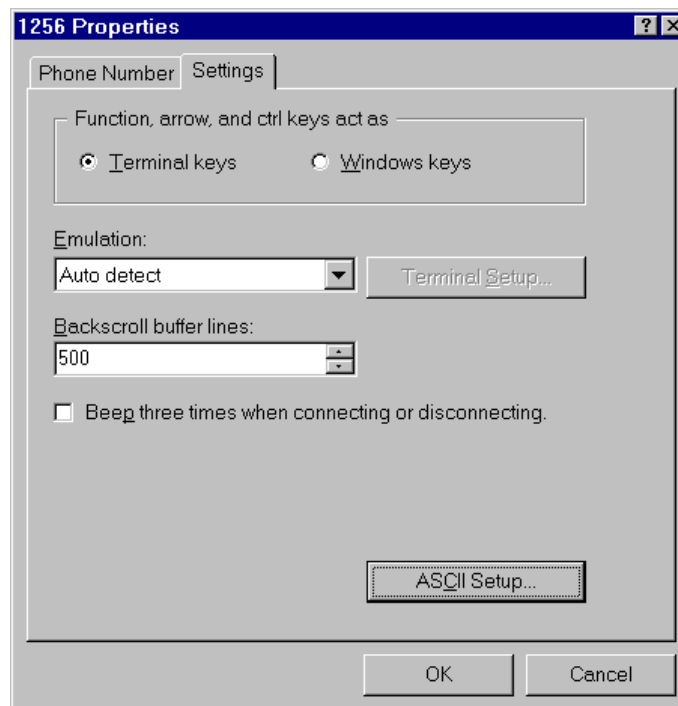 1256 Properties
Phone Number Settings
Function, arrow, and ctrl keys act as
Terminal keys Windows keys
Emulation:
Auto detect Terminal Setup...
Backscroll buffer lines:
500
Beep three times when connecting or disconnecting.
ASCII Setup...
OK Cancel